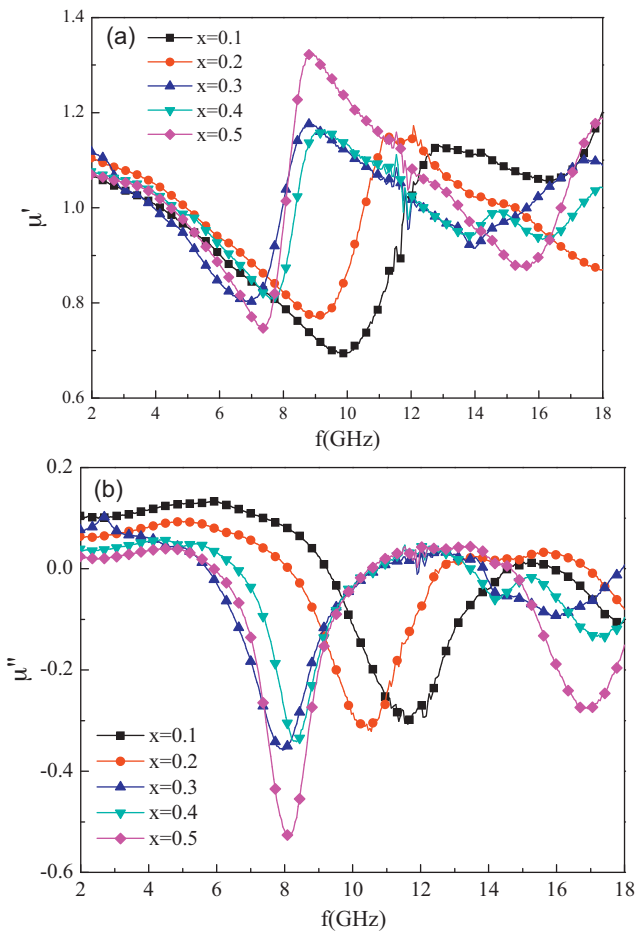 (a)
x=0.1
x=0.2
x=0.3
x=0.4
x=0.5
1.4
1.2
1.0
0.8
0.6
μ'
2 4 6 8 10 12 14 16 18
f(GHz)
(b)
0.2
0.0
-0.2
-0.4
-0.6
μ''
x=0.1
x=0.2
x=0.3
x=0.4
x=0.5
2 4 6 8 10 12 14 16 18
f(GHz)